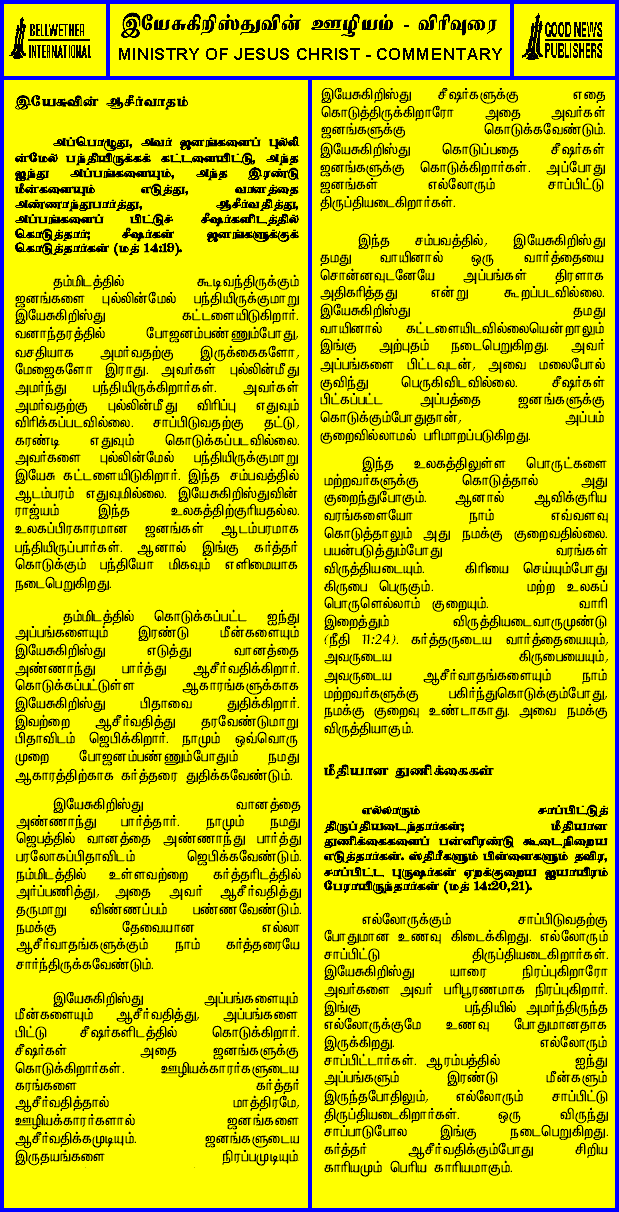 BELLWETHER
INTERNATIONAL
இயேசுகிறிஸ்துவின் ஊழியம் - விரிவுரை
MINISTRY OF JESUS CHRIST - COMMENTARY
GOOD NEWS
PUBLISHERS
இயேசுவின் ஆசீர்வாதம்
அப்பொழுது, அவர் ஜனங்களைப் புல்லி
ன்மேல் பந்தியிருக்கக் கட்டளையிட்டு, அந்த
ஐந்து அப்பங்களையும், அந்த இரண்டு
மீன்களையும் எடுத்து, வானத்தை
அண்ணாந்துபார்த்து, ஆசீர்வதித்து,
அப்பங்களைப் பிட்டுச் சீஷர்களிடத்தில்
கொடுத்தார்; சீஷர்கள் ஜனங்களுக்குக்
கொடுத்தார்கள் (மத் 14:19).
தம்மிடத்தில் கூடிவந்திருக்கும்
ஜனங்களை புல்லின்மேல் பந்தியிருக்குமாறு
இயேசுகிறிஸ்து கட்டளையிடுகிறார்.
வனாந்தரத்தில் போஜனம்பண்ணும்போது,
வசதியாக அமர்வதற்கு இருக்கைகளோ,
மேஜைகளோ இராது. அவர்கள் புல்லின்மீது
அமர்ந்து பந்தியிருக்கிறார்கள். அவர்கள்
அமர்வதற்கு புல்லின்மீது விரிப்பு எதுவும்
விரிக்கப்படவில்லை. சாப்பிடுவதற்கு தட்டு,
கரண்டி எதுவும் கொடுக்கப்படவில்லை.
அவர்களை புல்லின்மேல் பந்தியிருக்குமாறு
இயேசு கட்டளையிடுகிறார். இந்த சம்பவத்தில்
ஆடம்பரம் எதுவுமில்லை. இயேசுகிறிஸ்துவின்
ராஜ்யம் இந்த உலகத்திற்குரியதல்ல.
உலகப்பிரகாரமான ஜனங்கள் ஆடம்பரமாக
பந்தியிருப்பார்கள். ஆனால் இங்கு கர்த்தர்
கொடுக்கும் பந்தியோ மிகவும் எளிமையாக
நடைபெறுகிறது.
தம்மிடத்தில் கொடுக்கப்பட்ட ஐந்து
அப்பங்களையும் இரண்டு மீன்களையும்
இயேசுகிறிஸ்து எடுத்து வானத்தை
அண்ணாந்து பார்த்து ஆசீர்வதிக்கிறார்.
கொடுக்கப்பட்டுள்ள ஆகாரங்களுக்காக
இயேசுகிறிஸ்து பிதாவை துதிக்கிறார்.
இவற்றை ஆசீர்வதித்து தரவேண்டுமாறு
பிதாவிடம் ஜெபிக்கிறார். நாமும் ஒவ்வொரு
முறை போஜனம்பண்ணும்போதும் நமது
ஆகாரத்திற்காக கர்த்தரை துதிக்கவேண்டும்.
இயேசுகிறிஸ்து வானத்தை
அண்ணாந்து பார்த்தார். நாமும் நமது
ஜெபத்தில் வானத்தை அண்ணாந்து பார்த்து
பரலோகப்பிதாவிடம் ஜெபிக்கவேண்டும்.
நம்மிடத்தில் உள்ளவற்றை கர்த்தரிடத்தில்
அர்ப்பணித்து, அதை அவர் ஆசீர்வதித்து
தருமாறு விண்ணப்பம் பண்ணவேண்டும்.
நமக்கு தேவையான எல்லா
ஆசீர்வாதங்களுக்கும் நாம் கர்த்தரையே
சார்ந்திருக்கவேண்டும்.
இயேசுகிறிஸ்து அப்பங்களையும்
மீன்களையும் ஆசீர்வதித்து, அப்பங்களை
பிட்டு சீஷர்களிடத்தில் கொடுக்கிறார்.
சீஷர்கள் அதை ஜனங்களுக்கு
கொடுக்கிறார்கள். ஊழியக்காரர்களுடைய
கரங்களை கர்த்தர்
ஆசீர்வதித்தால் மாத்திரமே,
ஊழியக்காரர்களால் ஜனங்களை
ஆசீர்வதிக்கமுடியும். ஜனங்களுடைய
இருதயங்களை நிரப்பமுடியும்
இயேசுகிறிஸ்து சீஷர்களுக்கு எதை
கொடுத்திருக்கிறாரோ அதை அவர்கள்
ஜனங்களுக்கு கொடுக்கவேண்டும்.
இயேசுகிறிஸ்து கொடுப்பதை சீஷர்கள்
ஜனங்களுக்கு கொடுக்கிறார்கள். அப்போது
ஜனங்கள் எல்லோரும் சாப்பிட்டு
திருப்தியடைகிறார்கள்.
இந்த சம்பவத்தில், இயேசுகிறிஸ்து
தமது வாயினால் ஒரு வார்த்தையை
சொன்னவுடனேயே அப்பங்கள் திரளாக
அதிகரித்தது என்று கூறப்படவில்லை.
இயேசுகிறிஸ்து தமது
வாயினால் கட்டளையிடவில்லையென்றாலும்
இங்கு அற்புதம் நடைபெறுகிறது. அவர்
அப்பங்களை பிட்டவுடன், அவை மலைபோல்
குவிந்து பெருகிவிடவில்லை. சீஷர்கள்
பிட்கப்பட்ட அப்பத்தை ஜனங்களுக்கு
கொடுக்கும்போதுதான், அப்பம்
குறைவில்லாமல் பரிமாறப்படுகிறது.
இந்த உலகத்திலுள்ள பொருட்களை
மற்றவர்களுக்கு கொடுத்தால் அது
குறைந்துபோகும். ஆனால் ஆவிக்குரிய
வரங்களையோ நாம் எவ்வளவு
கொடுத்தாலும் அது நமக்கு குறைவதில்லை.
பயன்படுத்தும்போது வரங்கள்
விருத்தியடையும். கிரியை செய்யும்போது
கிருபை பெருகும். மற்ற உலகப்
பொருளெல்லாம் குறையும். வாரி
இறைத்தும் விருத்தியடைவாருமுண்டு
(நீதி 11:24). கர்த்தருடைய வார்த்தையையும்,
அவருடைய கிருபையையும்,
அவருடைய ஆசீர்வாதங்களையும் நாம்
மற்றவர்களுக்கு பகிர்ந்துகொடுக்கும்போது,
நமக்கு குறைவு உண்டாகாது. அவை நமக்கு
விருத்தியாகும்.
மீதியான துணிக்கைகள்
எல்லாரும் சாப்பிட்டுத்
திருப்தியடைந்தார்கள்; மீதியான
துணிக்கைகளைப் பன்னிரண்டு கூடைநிறைய
எடுத்தார்கள். ஸ்திரீகளும் பிள்ளைகளும் தவிர,
சாப்பிட்ட புருஷர்கள் ஏறக்குறைய ஐயாயிரம்
பேராயிருந்தார்கள் (மத் 14:20,21).
எல்லோருக்கும் சாப்பிடுவதற்கு
போதுமான உணவு கிடைக்கிறது. எல்லோரும்
சாப்பிட்டு திருப்தியடைகிறார்கள்.
இயேசுகிறிஸ்து யாரை நிரப்புகிறாரோ
அவர்களை அவர் பரிபூரணமாக நிரப்புகிறார்.
இங்கு பந்தியில் அமர்ந்திருந்த
எல்லோருக்குமே உணவு போதுமானதாக
இருக்கிறது. எல்லோரும்
சாப்பிட்டார்கள். ஆரம்பத்தில் ஐந்து
அப்பங்களும் இரண்டு மீன்களும்
இருந்தபோதிலும், எல்லோரும் சாப்பிட்டு
திருப்தியடைகிறார்கள். ஒரு விருந்து
சாப்பாடுபோல இங்கு நடைபெறுகிறது.
கர்த்தர் ஆசீர்வதிக்கும்போது சிறிய
காரியமும் பெரிய காரியமாகும்.